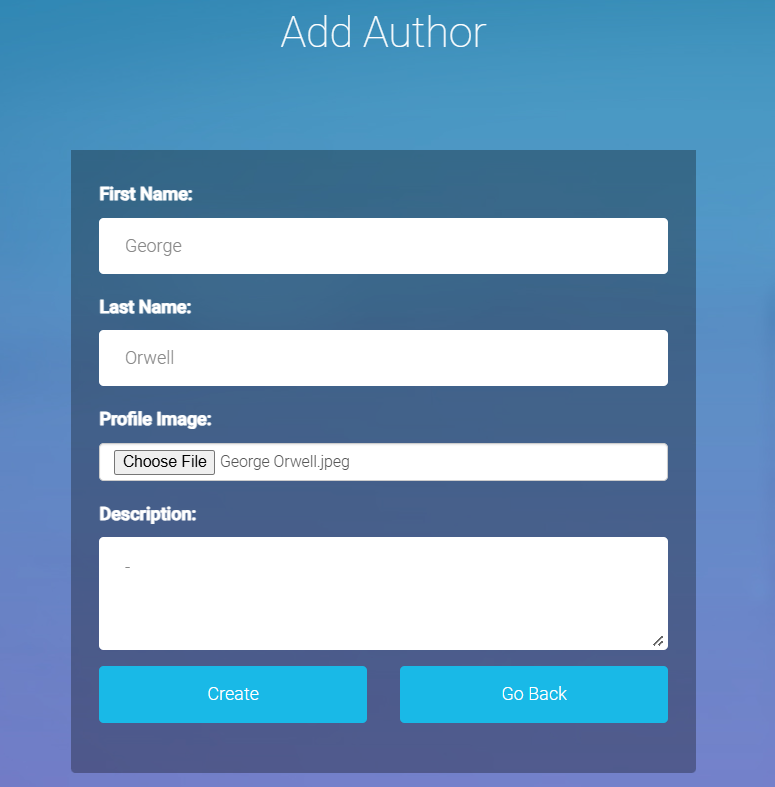 Add Author
First Name:
George
Last Name:
Orwell
Profile Image:
Choose File George Orwell.jpeg
Description:
-
Create Go Back